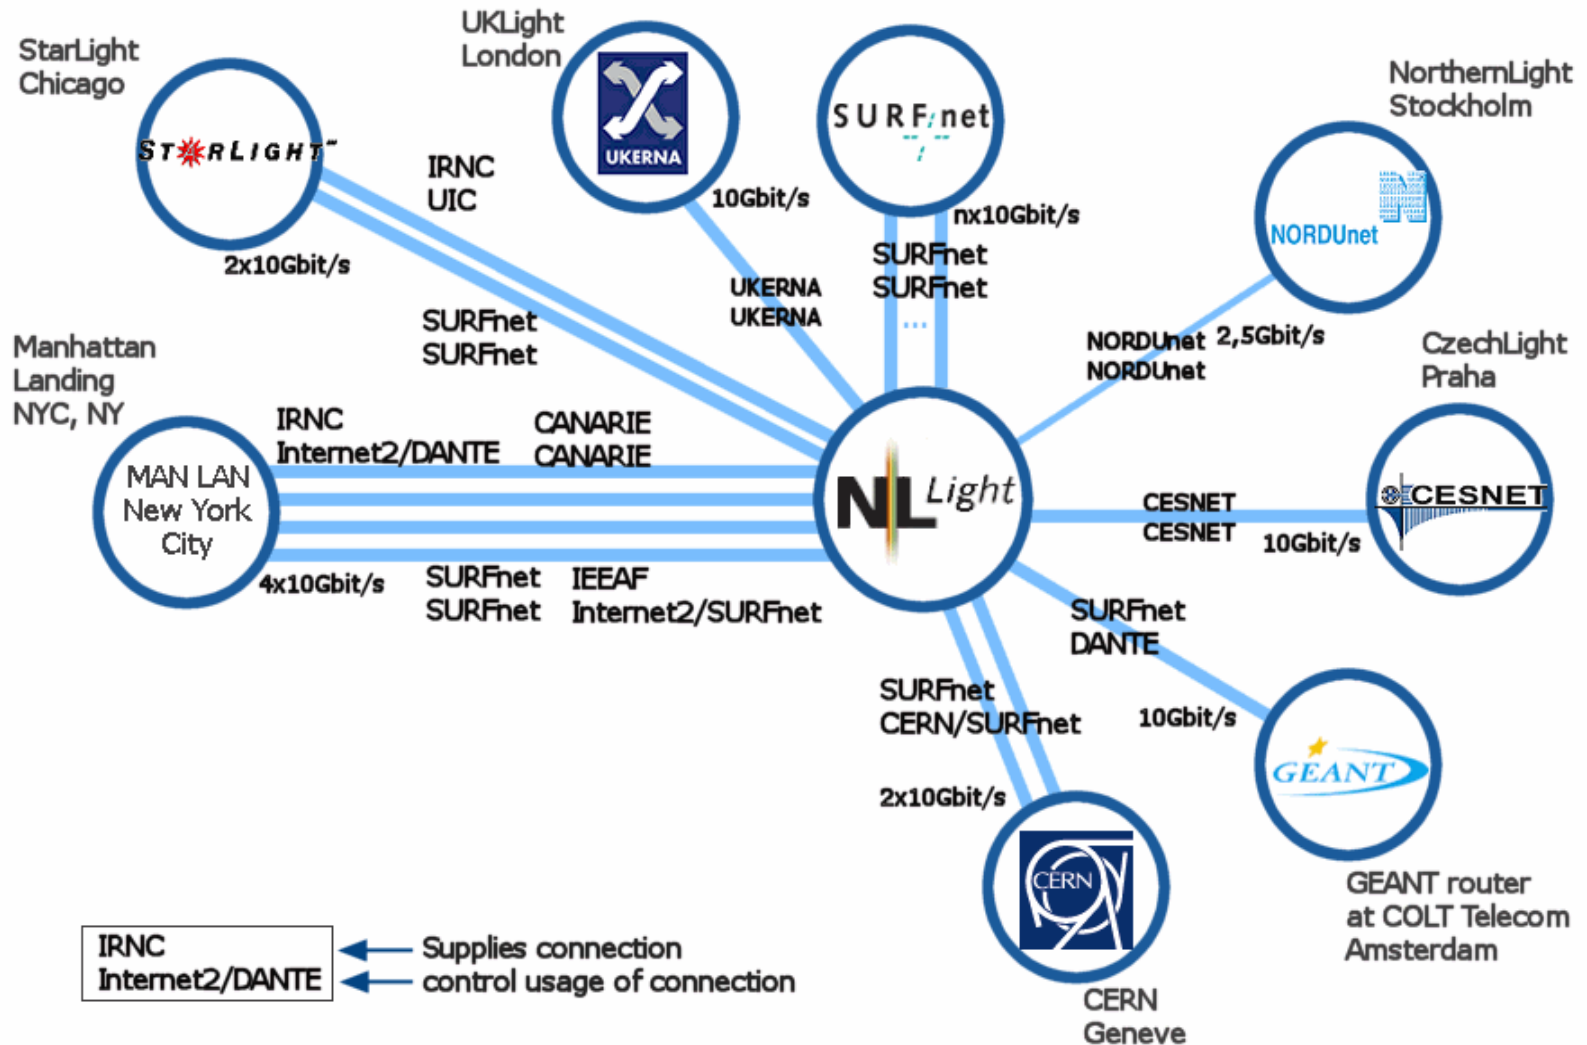 StarLight
Chicago
STARLIGHT™
2x10Gbit/s
IRNC
UIC
SURFnet
SURFnet
UKLight
London
UKERNA
10Gbit/s
UKERNA
UKERNA
SURFnet
nx10Gbit/s
SURFnet
SURFnet
...
NorthernLight
Stockholm
N
NORDUnet
2,5Gbit/s
NORDUnet
NORDUnet
Manhattan
Landing
NYC, NY
MAN LAN
New York
City
4x10Gbit/s
IRNC
Internet2/DANTE
CANARIE
CANARIE
SURFnet
SURFnet
IEEAF
Internet2/SURFnet
NL Light
CzechLight
Praha
CESNET
10Gbit/s
CESNET
CESNET
SURFnet
DANTE
10Gbit/s
GEANT
GEANT router
at COLT Telecom
Amsterdam
SURFnet
CERN/SURFnet
2x10Gbit/s
CERN
CERN
Geneve
IRNC
Internet2/DANTE
Supplies connection
control usage of connection